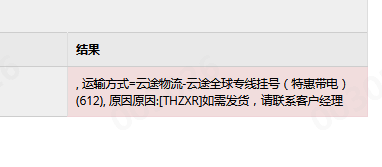 结果
, 运输方式=云途物流-云途全球专线挂号（特惠带电）
(612), 原因原因:[THZXR]如需发货，请联系客户经理